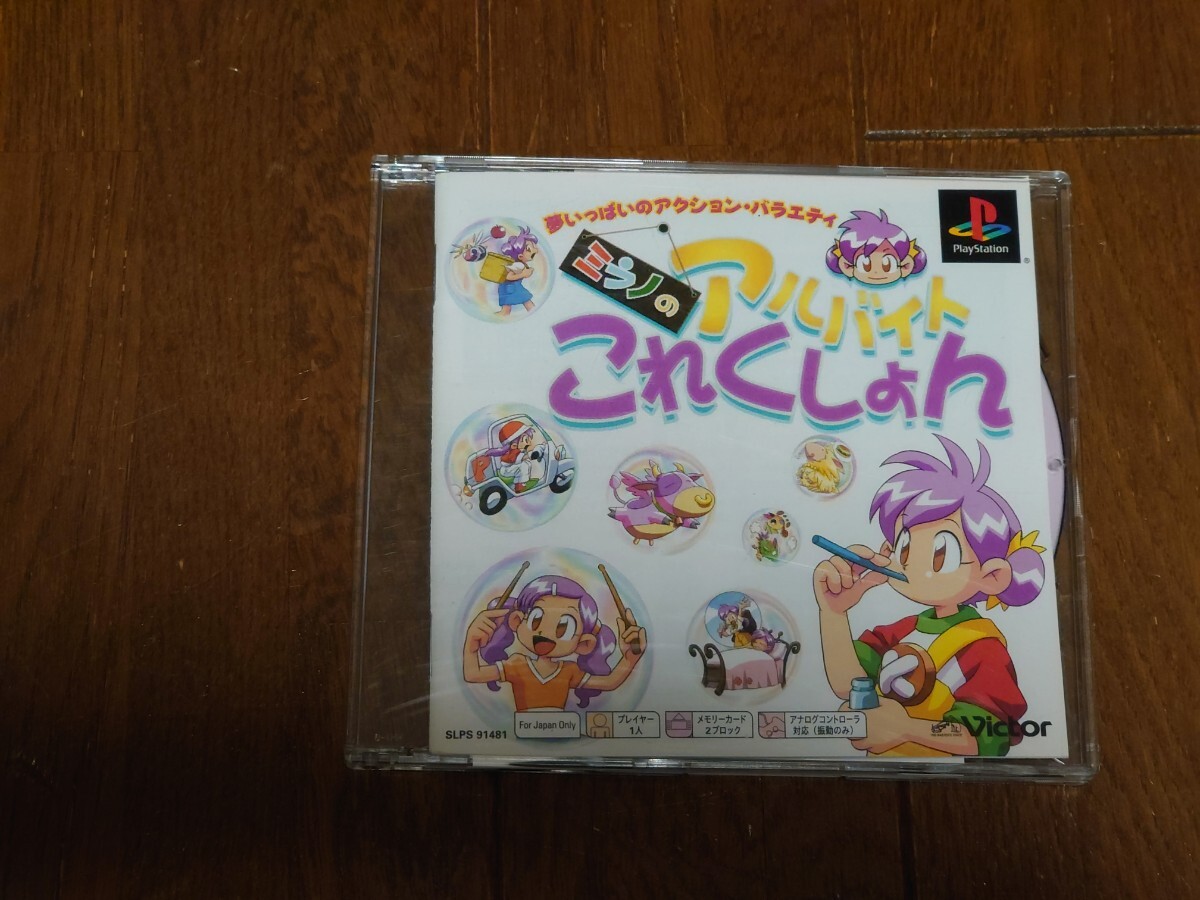 夢いっぱいのアクション・バラエティ
ミラノの
アルバイト
これくしょん
PlayStation
For Japan Only
プレイヤー
1人
メモリーカード
2ブロック
アナログコントローラ
対応(振動のみ)
SLPS 91481
Victor